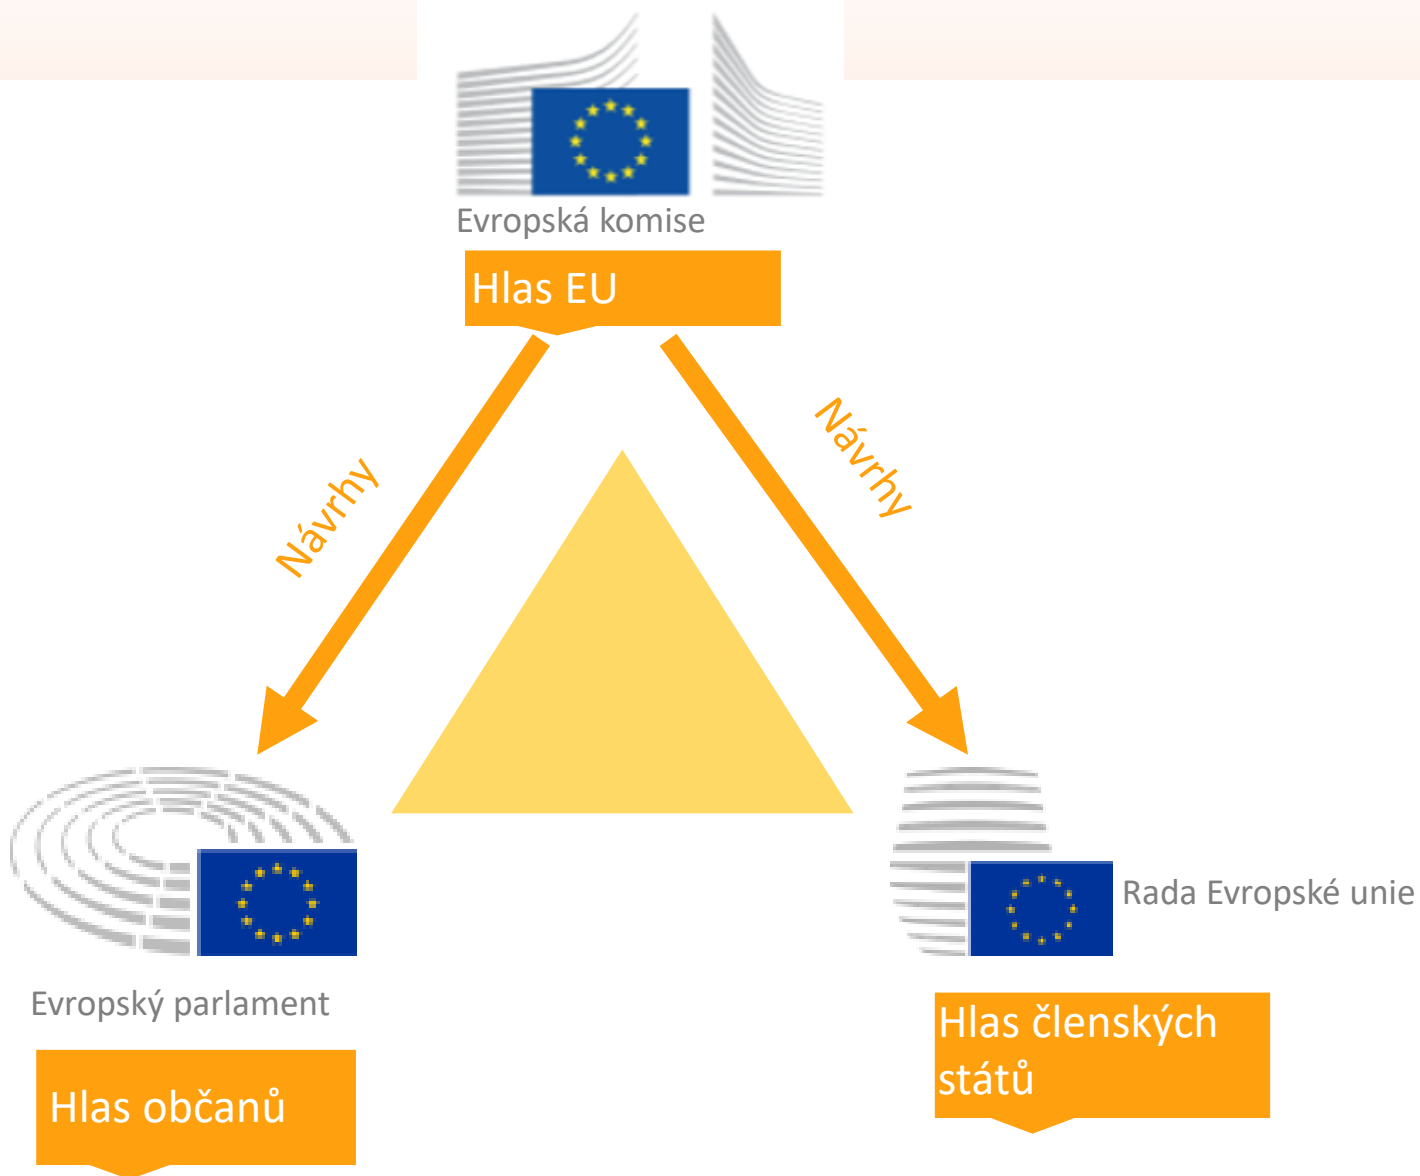 Evropská komise
Hlas EU
Návrhy
Návrhy
Rada Evropské unie
Evropský parlament
Hlas členských
států
Hlas občanů